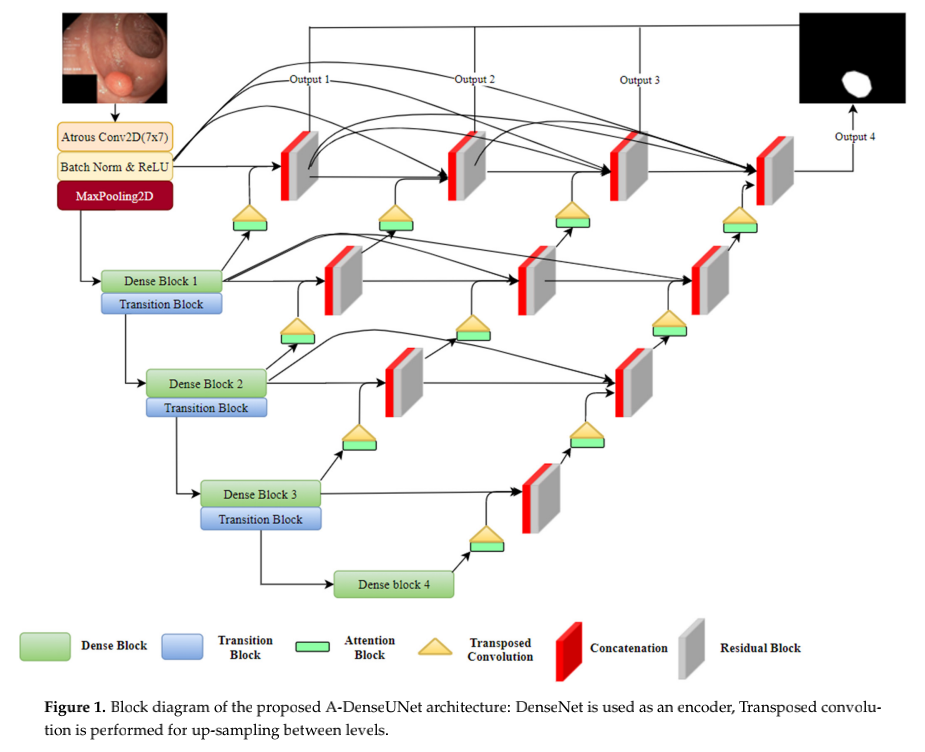 Output 1
Output 2
Output 3
Output 4
Atrous Conv2D(7x7)
Batch Norm & ReLU
MaxPooling2D
Dense Block 1
Transition Block
Dense Block 2
Transition Block
Dense Block 3
Transition Block
Dense block 4
Dense Block
Transition
Block
Attention
Block
Transposed
Convolution
Concatenation
Residual Block
Figure 1. Block diagram of the proposed A-DenseUNet architecture: DenseNet is used as an encoder, Transposed convolu-
tion is performed for up-sampling between levels.